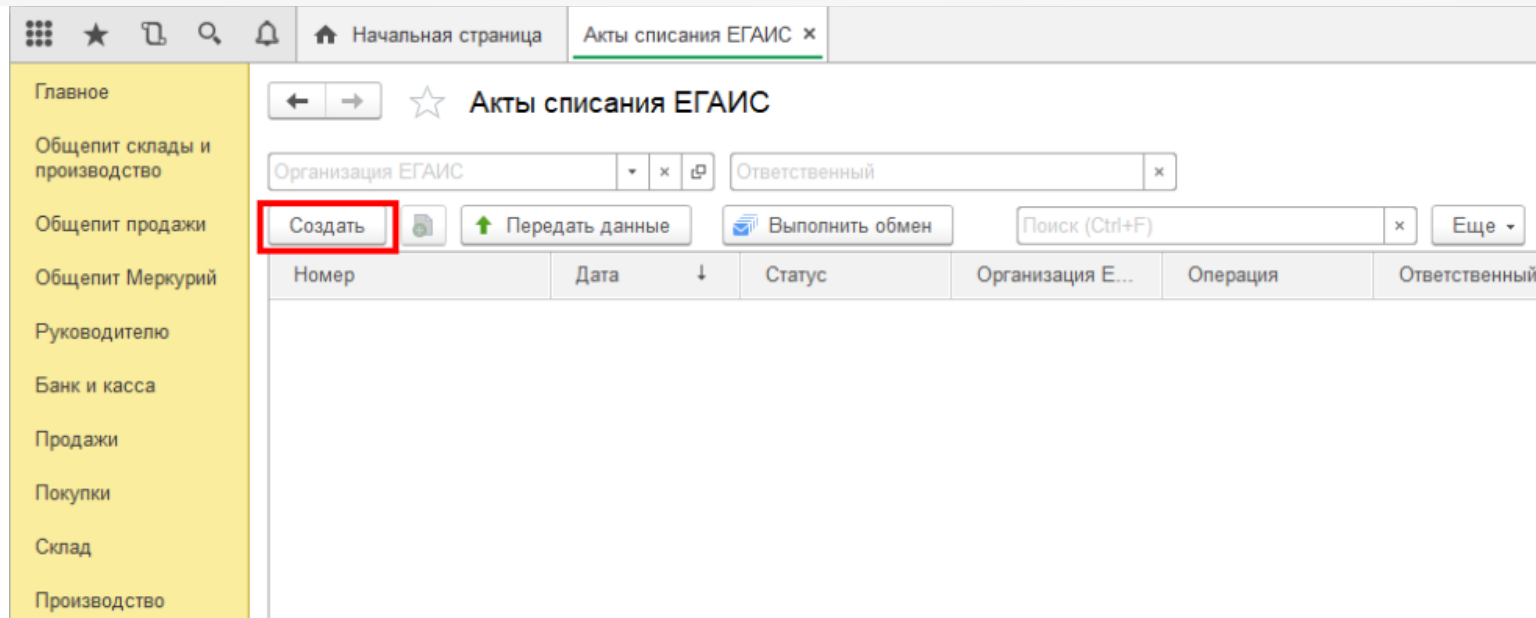 Начальная страница
Акты списания ЕГАИС ×
Главное
Общепит склады и
производство
Общепит продажи
Общепит Меркурий
Руководителю
Банк и касса
Продажи
Покупки
Склад
Производство
Акты списания ЕГАИС
Организация ЕГАИС
Ответственный
Создать
Передать данные
Выполнить обмен
Поиск (Ctrl+F)
Еще
Номер
Дата
Статус
Организация Е...
Операция
Ответственный